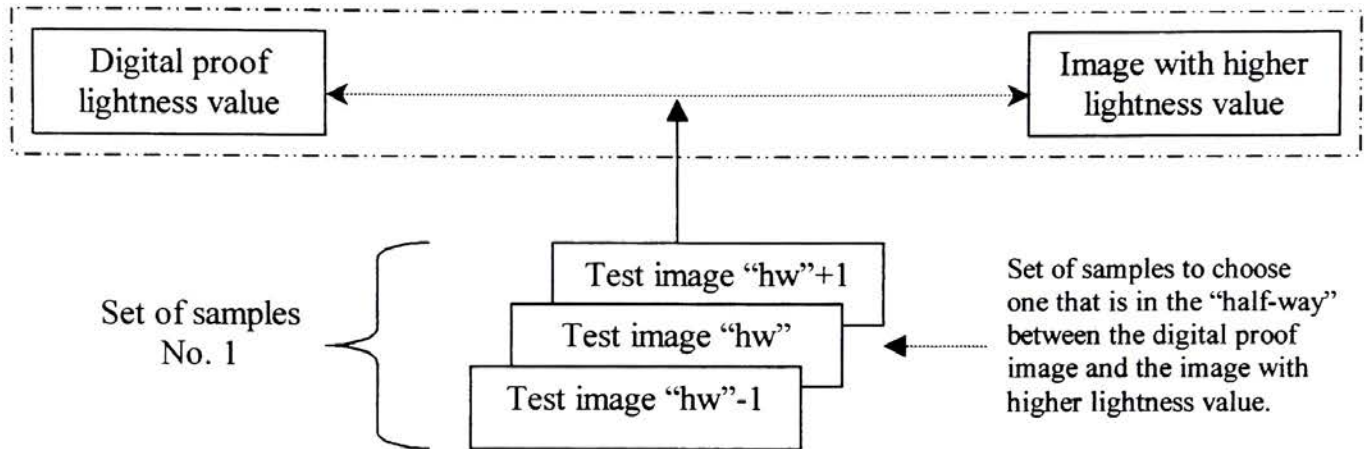 Digital proof
lightness value
Image with higher
lightness value
Test image “hw”+1
Test image “hw”
Test image “hw”-1
Set of samples
No. 1
Set of samples to choose
one that is in the “half-way”
between the digital proof
image and the image with
higher lightness value.